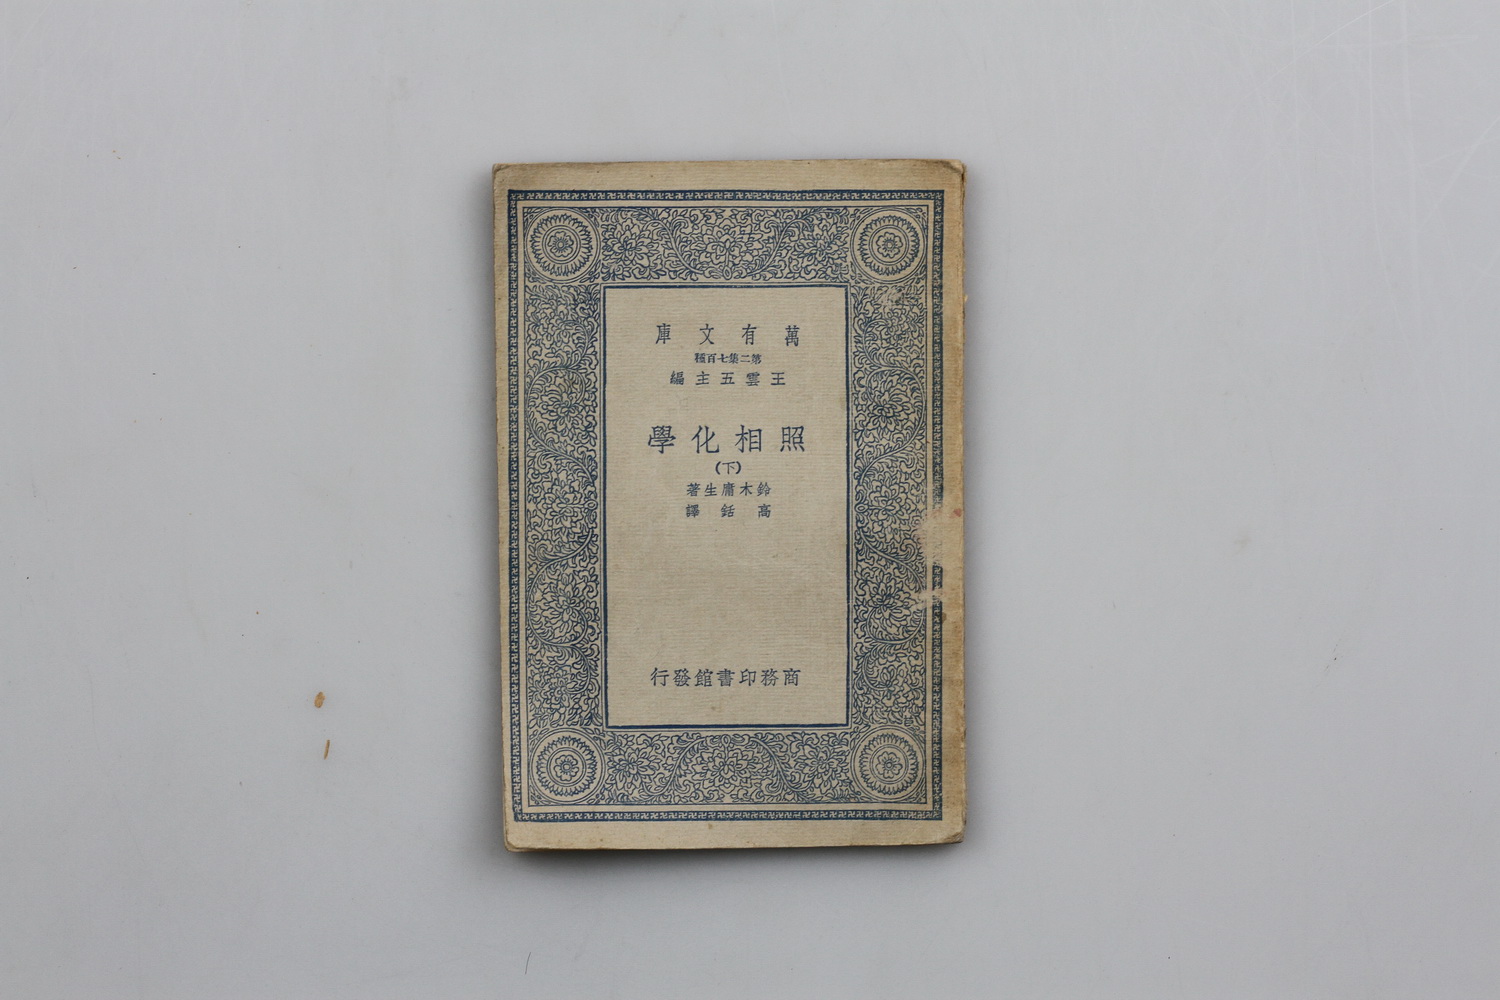 萬有文庫
第二集七百種
王雲五主編
照相化學
(下)
鈴木庸生著
高銛譯
商務印書館發行